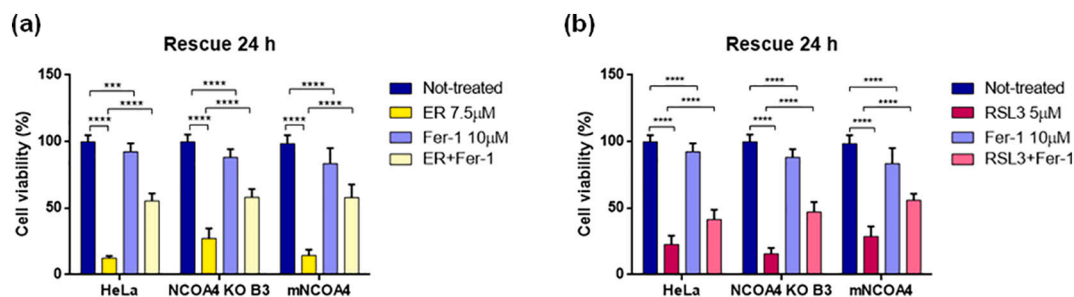 (a)
Rescue 24 h
Cell viability (%)
150
100
50
0
*** **** ****
**** **** ****
**** **** ****
HeLa NCOA4 KO B3 mNCOA4
Not-treated
ER 7.5μM
Fer-1 10μM
ER+Fer-1
(b)
Rescue 24 h
Cell viability (%)
150
100
50
0
**** **** ****
**** **** ****
**** **** ****
HeLa NCOA4 KO B3 mNCOA4
Not-treated
RSL3 5μM
Fer-1 10μM
RSL3+Fer-1